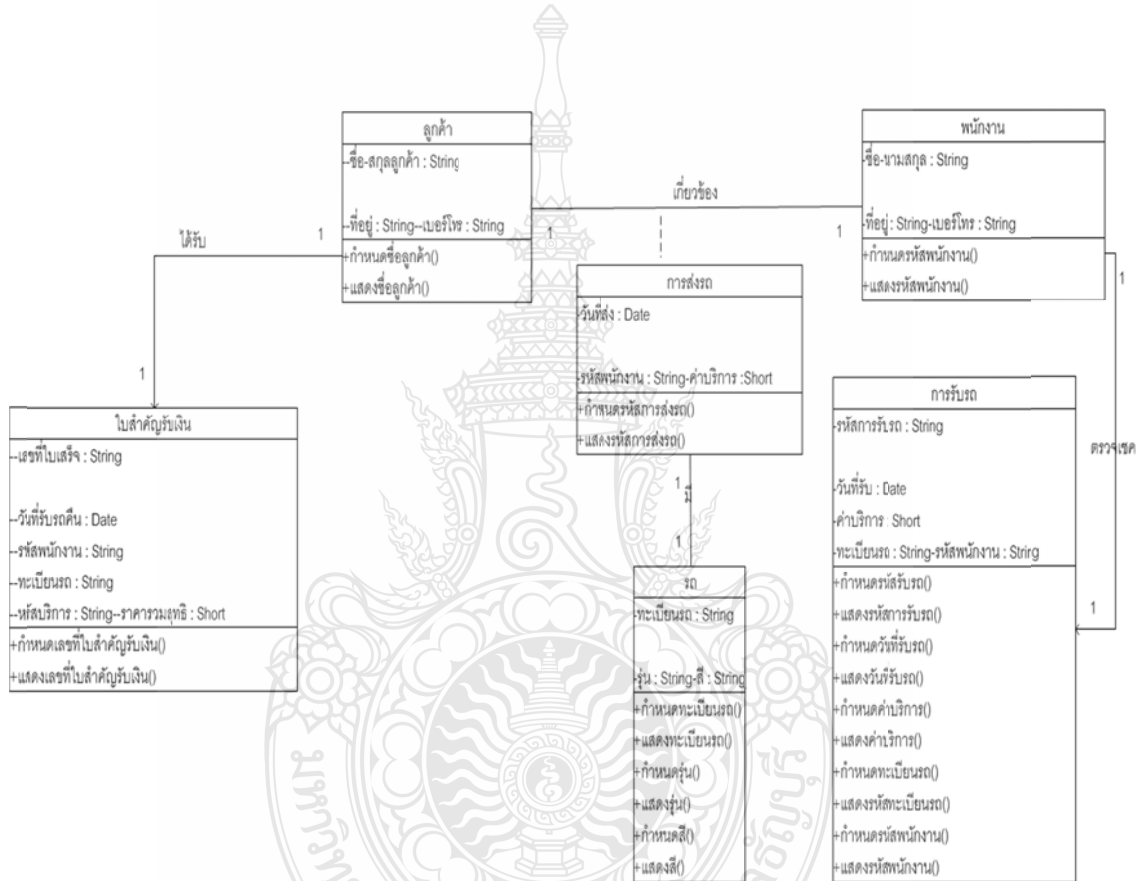 ลูกค้า
--ชื่อ-สกุลลูกค้า : String
--ที่อยู่ : String--เบอร์โทร : String
+กำหนดชื่อลูกค้า()
+แสดงชื่อลูกค้า()
พนักงาน
-ชื่อ-นามสกุล : String
-ที่อยู่ : String-เบอร์โทร : String
+กำหนดรหัสพนักงาน()
+แสดงรหัสพนักงาน()
เกี่ยวข้อง
1
1
ได้รับ
1
1
1
ตรวจเชค
1
การส่งรถ
-วันที่ส่ง : Date
-รหัสพนักงาน : String-ค่าบริการ :Short
+กำหนดรหัสการส่งรถ()
+แสดงรหัสการส่งรถ()
1
1
ใบสำคัญรับเงิน
--เลขที่ใบเสร็จ : String
--วันที่รับรถคืน : Date
--รหัสพนักงาน : String
--ทะเบียนรถ : String
--รหัสบริการ : String--ราคารวมสุทธิ : Short
+กำหนดเลขที่ใบสำคัญรับเงิน()
+แสดงเลขที่ใบสำคัญรับเงิน()
รถ
-ทะเบียนรถ : String
-รุ่น : String-สี : String
+กำหนดทะเบียนรถ()
+แสดงทะเบียนรถ()
+กำหนดรุ่น()
+แสดงรุ่น()
+กำหนดสี()
+แสดงสี()
การรับรถ
-รหัสการรับรถ : String
-วันที่รับ : Date
-ค่าบริการ : Short
-ทะเบียนรถ : String-รหัสพนักงาน : String
+กำหนดรหัสรับรถ()
+แสดงรหัสการรับรถ()
+กำหนดวันที่รับรถ()
+แสดงวันที่รับรถ()
+กำหนดค่าบริการ()
+แสดงค่าบริการ()
+กำหนดทะเบียนรถ()
+แสดงรหัสทะเบียนรถ()
+กำหนดรหัสพนักงาน()
+แสดงรหัสพนักงาน()